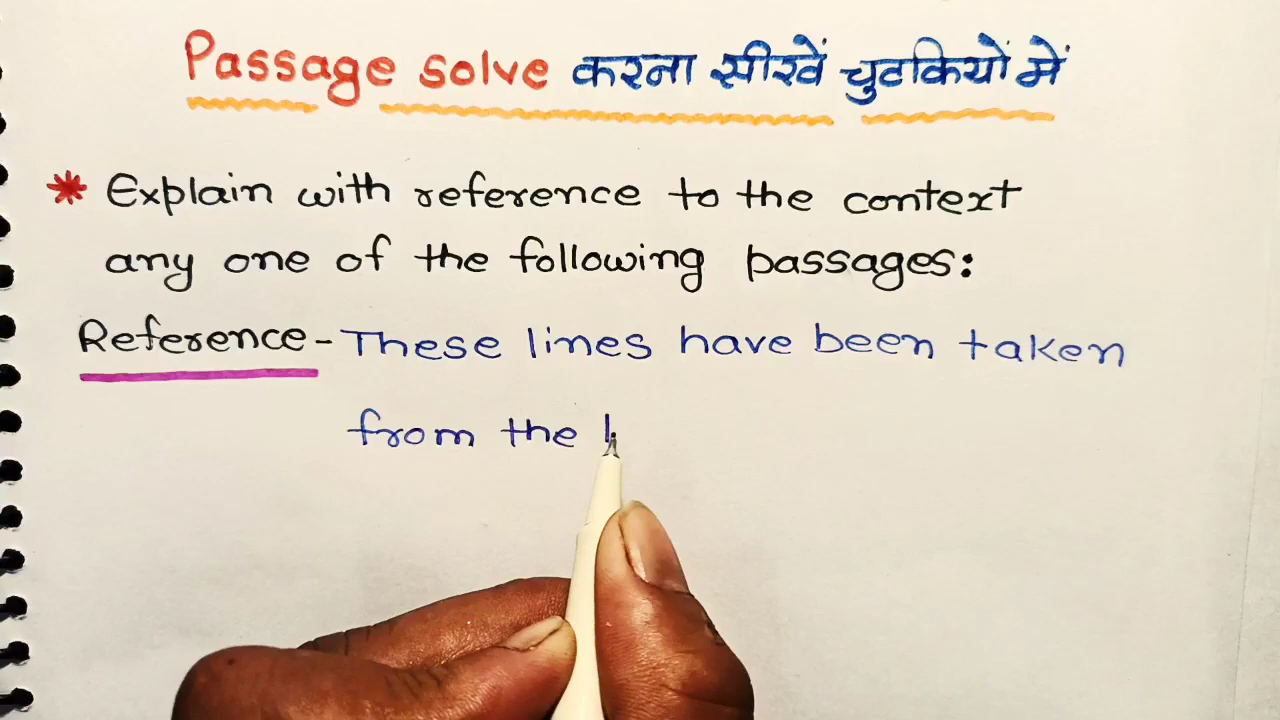 Passage solve करना सीखें चुटकियों में
* Explain with reference to the context
any one of the following passages:
Reference - These lines have been taken
from the